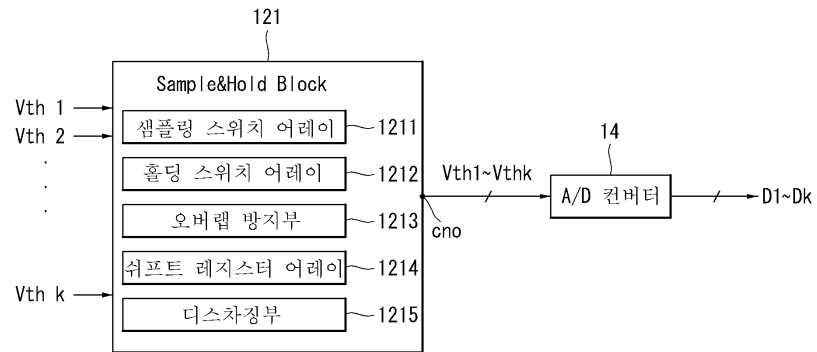 121
Sample&Hold Block
Vth 1
샘플링 스위치 어레이
1211
Vth 2
홀딩 스위치 어레이
1212
오버랩 방지부
1213
쉬프트 레지스터 어레이
1214
Vth k
디스차징부
1215
cno
Vth1~Vthk
14
A/D 컨버터
D1~Dk